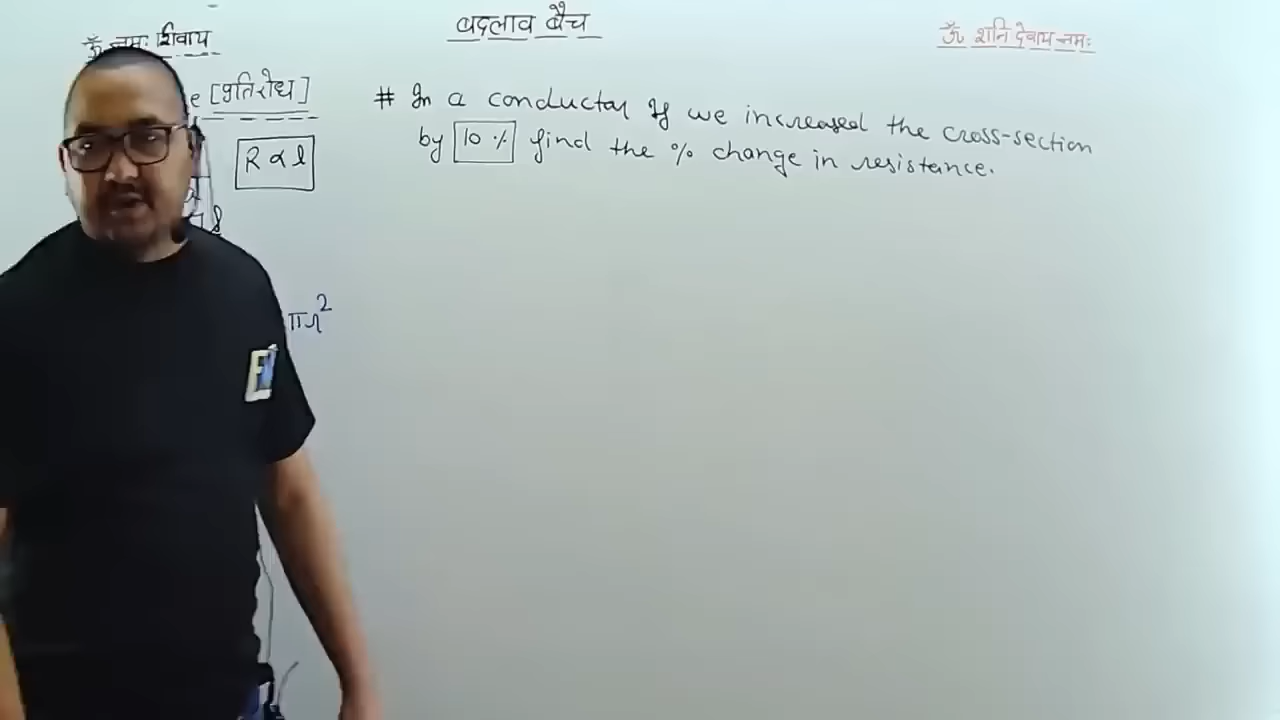 ॐ नमः शिवाय
बदलाव बैच
ॐ शनि देवाय नमः
e [प्रतिरोध]
R ∝ l
πr²
# In a conductor If we increased the cross-section
by 10 % find the % change in resistance.